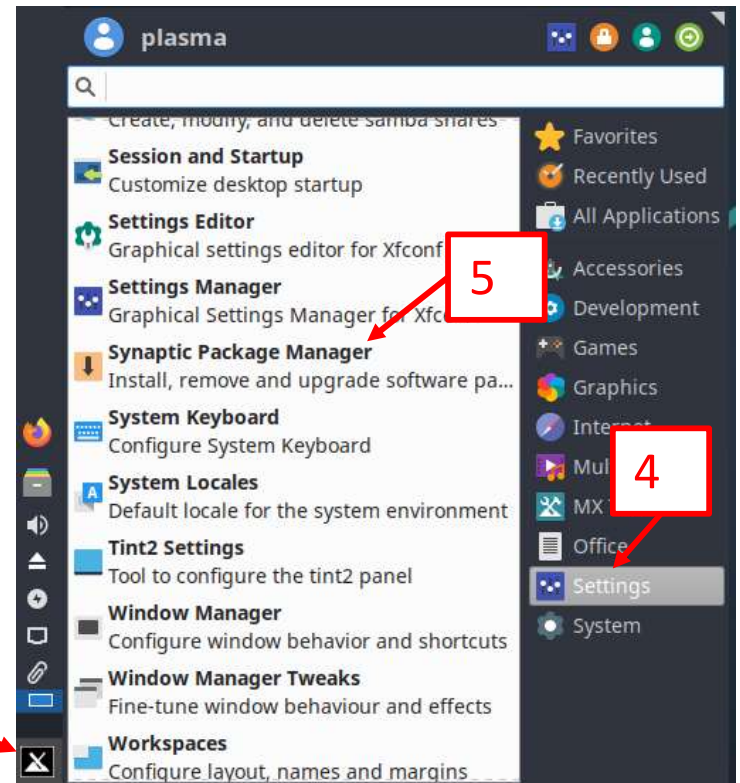 plasma
Create, modify, and delete samba shares
Session and Startup
Customize desktop startup
Settings Editor
Graphical settings editor for Xfconf
Settings Manager
Graphical Settings Manager for Xfc
Synaptic Package Manager
Install, remove and upgrade software pa...
System Keyboard
Configure System Keyboard
System Locales
Default locale for the system environment
Tint2 Settings
Tool to configure the tint2 panel
Window Manager
Configure window behavior and shortcuts
Window Manager Tweaks
Fine-tune window behaviour and effects
Workspaces
Configure layout, names and margins
5
Favorites
Recently Used
All Applications
Accessories
Development
Games
Graphics
Internet
Mul
MX
4
Office
Settings
System